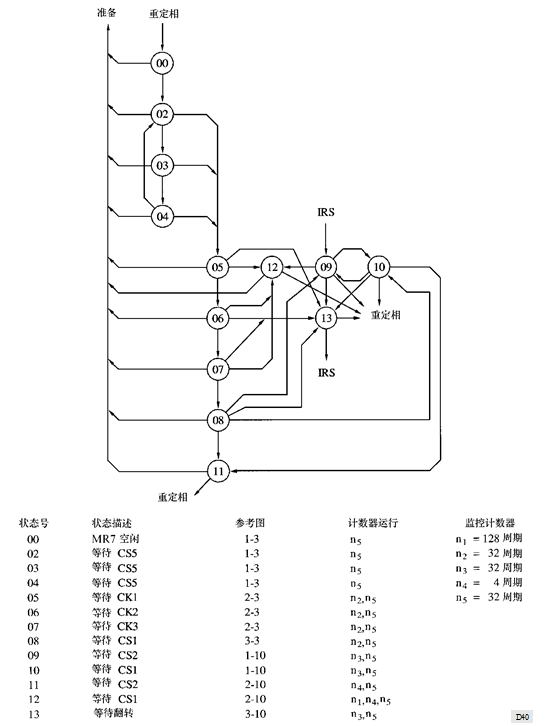 准备 重定相
00
02
03
04
IRS
05 12 09 10
06 13 重定相
07 IRS
08
11
重定相
状态号 状态描述 参考图 计数器运行 监控计数器
00 MR7 空闲 1-3 n5 n1 = 128 周期
02 等待 CS5 1-3 n5 n2 = 32 周期
03 等待 CS5 1-3 n5 n3 = 32 周期
04 等待 CS5 1-3 n5 n4 = 4 周期
05 等待 CK1 2-3 n2,n5 n5 = 32 周期
06 等待 CK2 2-3 n2,n5
07 等待 CK3 2-3 n2,n5
08 等待 CS1 3-3 n2,n5
09 等待 CS2 1-10 n3,n5
10 等待 CS1 1-10 n3,n5
11 等待 CS2 2-10 n4,n5
12 等待 CS1 2-10 n1,n4,n5
13 等待翻转 3-10 n3,n5
D40